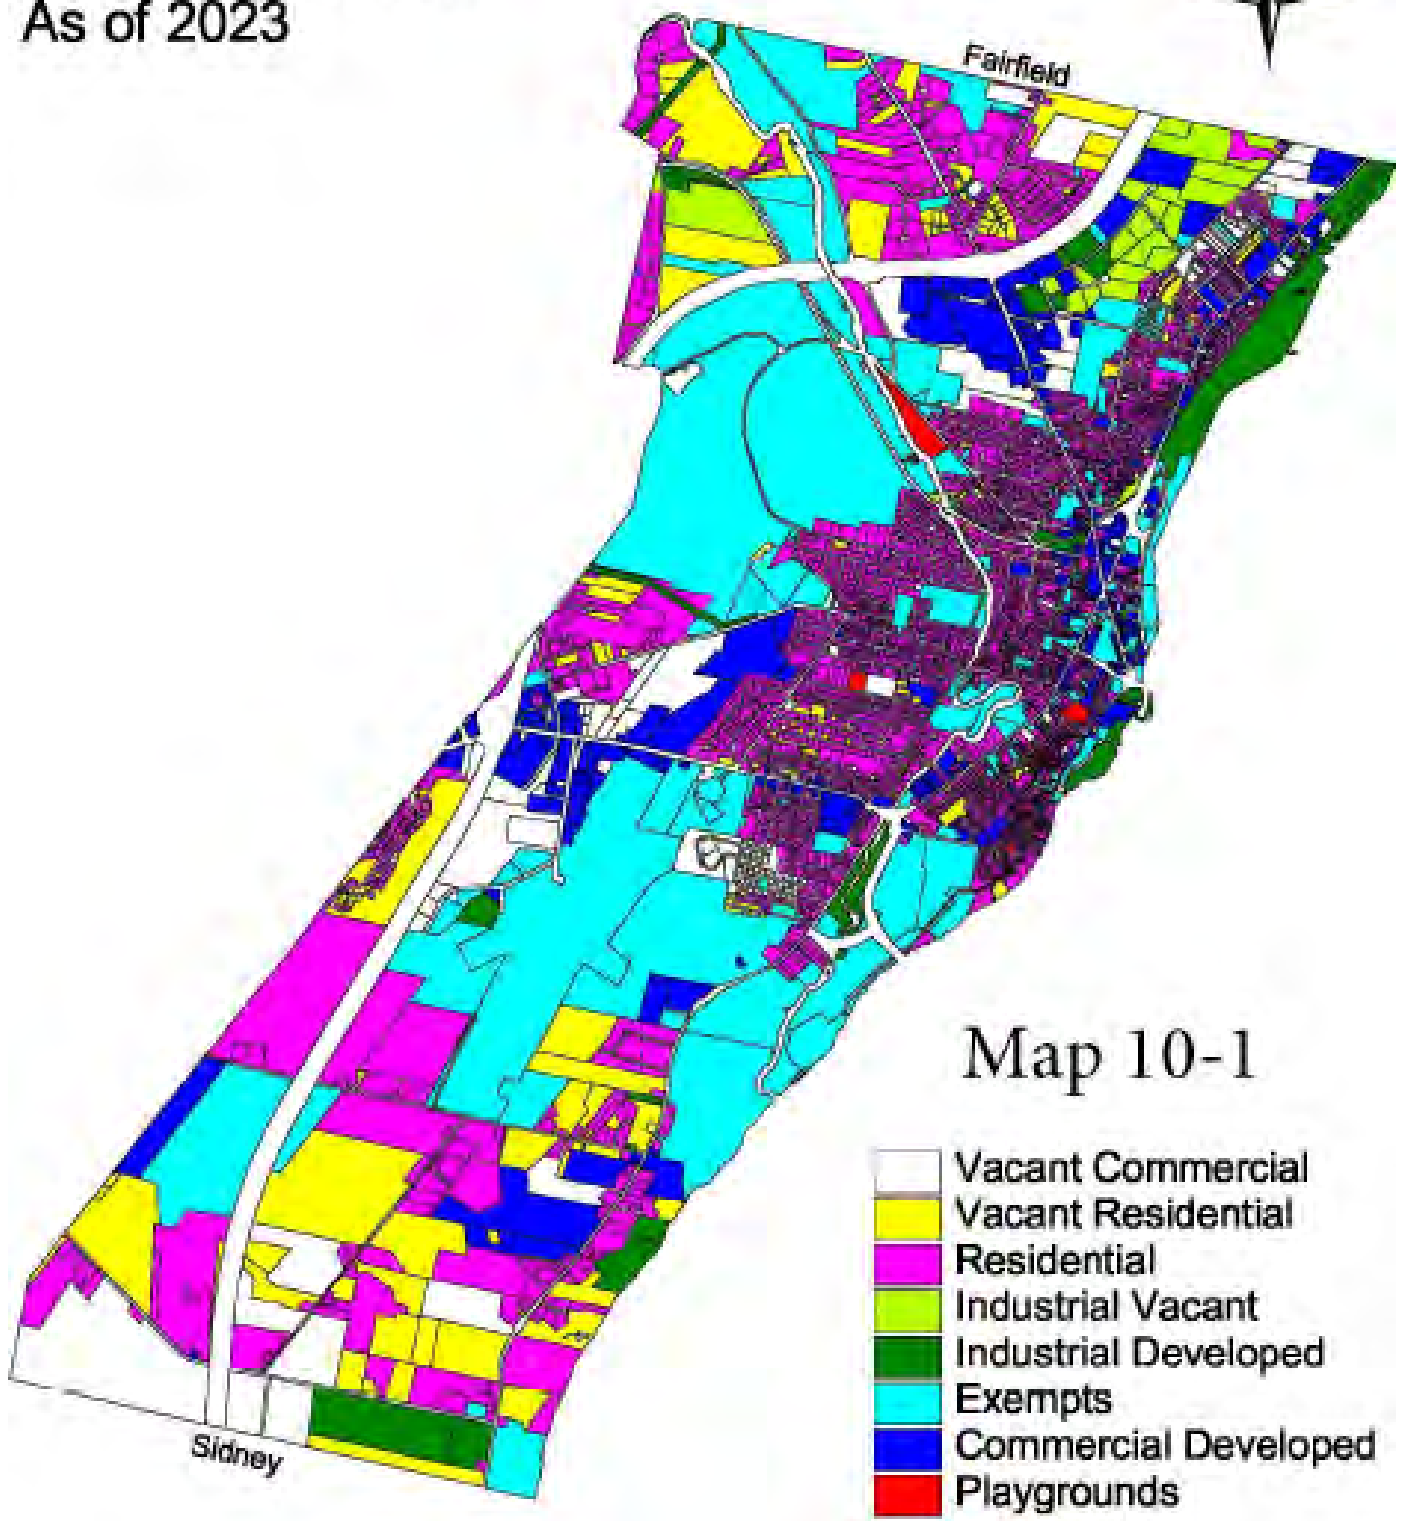 As of 2023
Fairfield
Sidney
Map 10-1
Vacant Commercial
Vacant Residential
Residential
Industrial Vacant
Industrial Developed
Exempts
Commercial Developed
Playgrounds